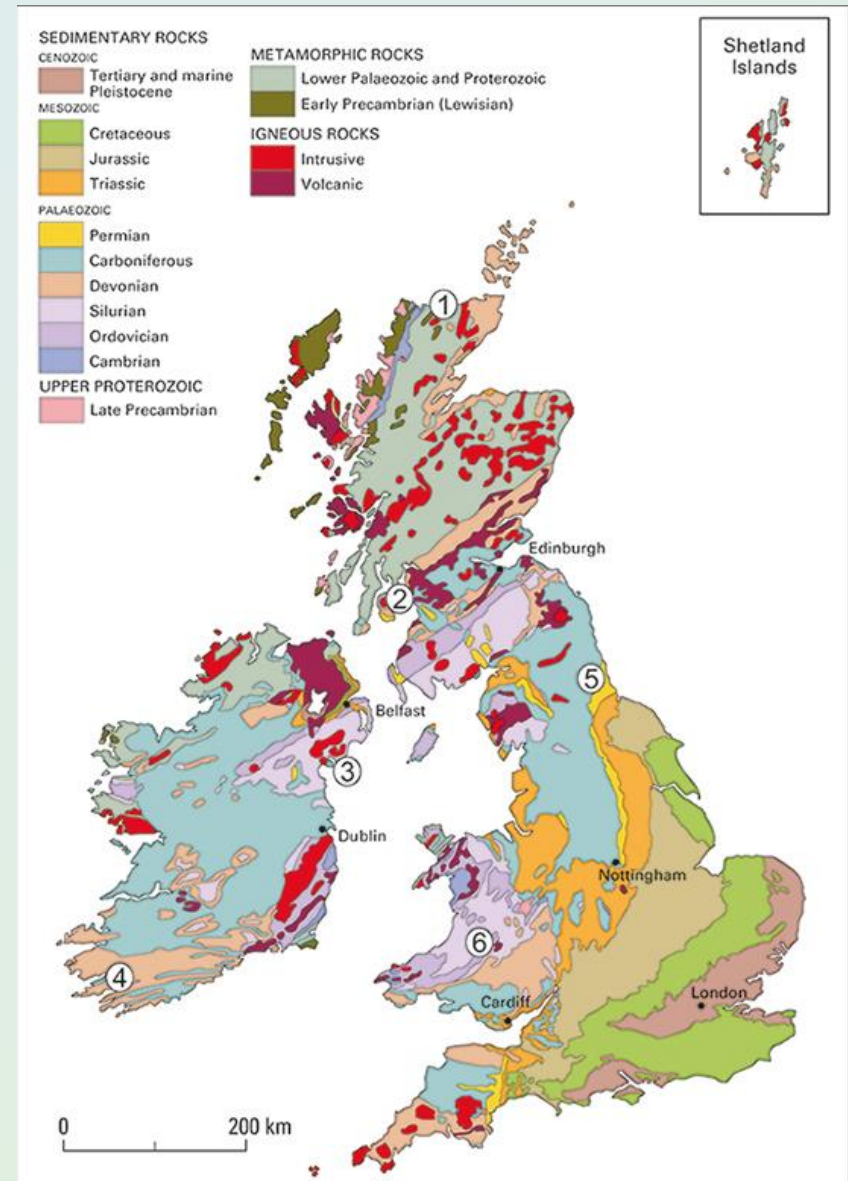 SEDIMENTARY ROCKS
CENOZOIC
Tertiary and marine
Pleistocene
MESOZOIC
Cretaceous
Jurassic
Triassic
PALAEOZOIC
Permian
Carboniferous
Devonian
Silurian
Ordovician
Cambrian
UPPER PROTEROZOIC
Late Precambrian
METAMORPHIC ROCKS
Lower Palaeozoic and Proterozoic
Early Precambrian (Lewisian)
IGNEOUS ROCKS
Intrusive
Volcanic
Shetland
Islands
1
Edinburgh
2
5
Belfast
3
Dublin
Nottingham
6
4
Cardiff
London
0 200 km